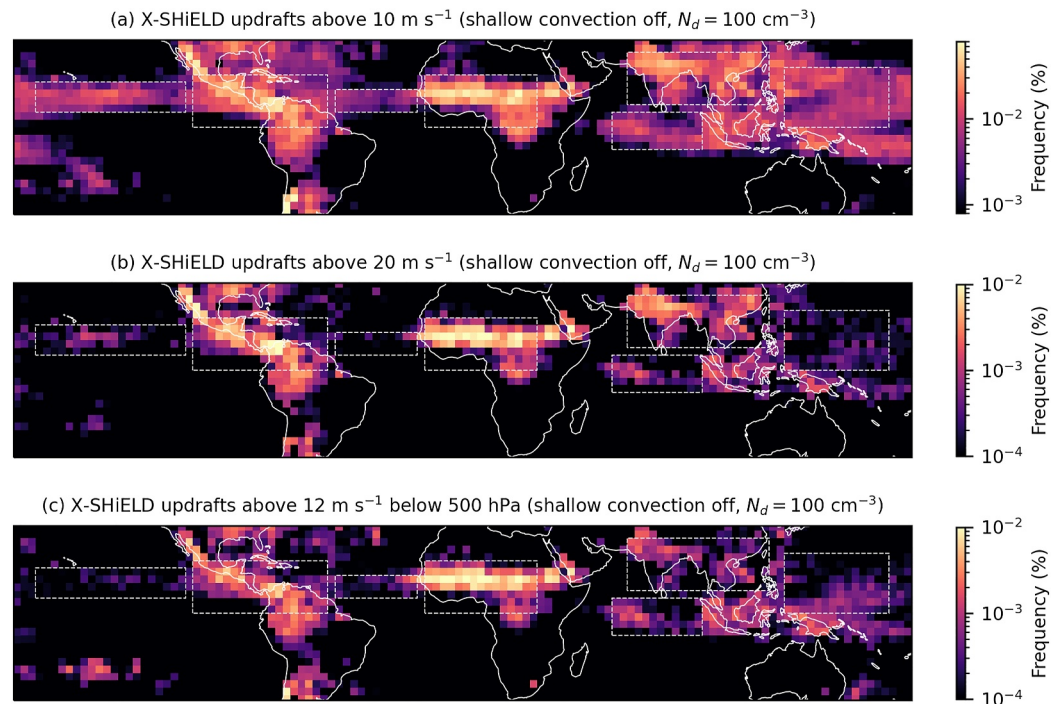 (a) X-SHiELD updrafts above 10 m s⁻¹ (shallow convection off, N_d = 100 cm⁻³)
10⁻²
10⁻³
Frequency (%)
(b) X-SHiELD updrafts above 20 m s⁻¹ (shallow convection off, N_d = 100 cm⁻³)
10⁻²
10⁻³
10⁻⁴
Frequency (%)
(c) X-SHiELD updrafts above 12 m s⁻¹ below 500 hPa (shallow convection off, N_d = 100 cm⁻³)
10⁻²
10⁻³
10⁻⁴
Frequency (%)